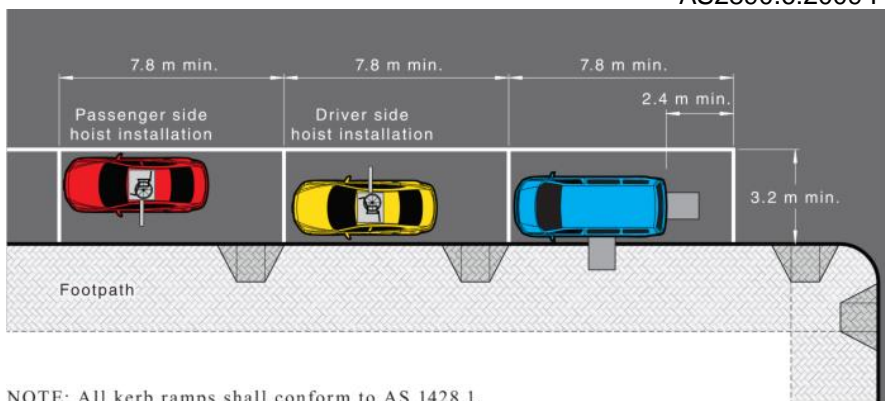 7.8 m min.
7.8 m min.
7.8 m min.
2.4 m min.
Passenger side
hoist installation
Driver side
hoist installation
3.2 m min.
Footpath
NOTE: All kerb ramps shall conform to AS 1428.1.